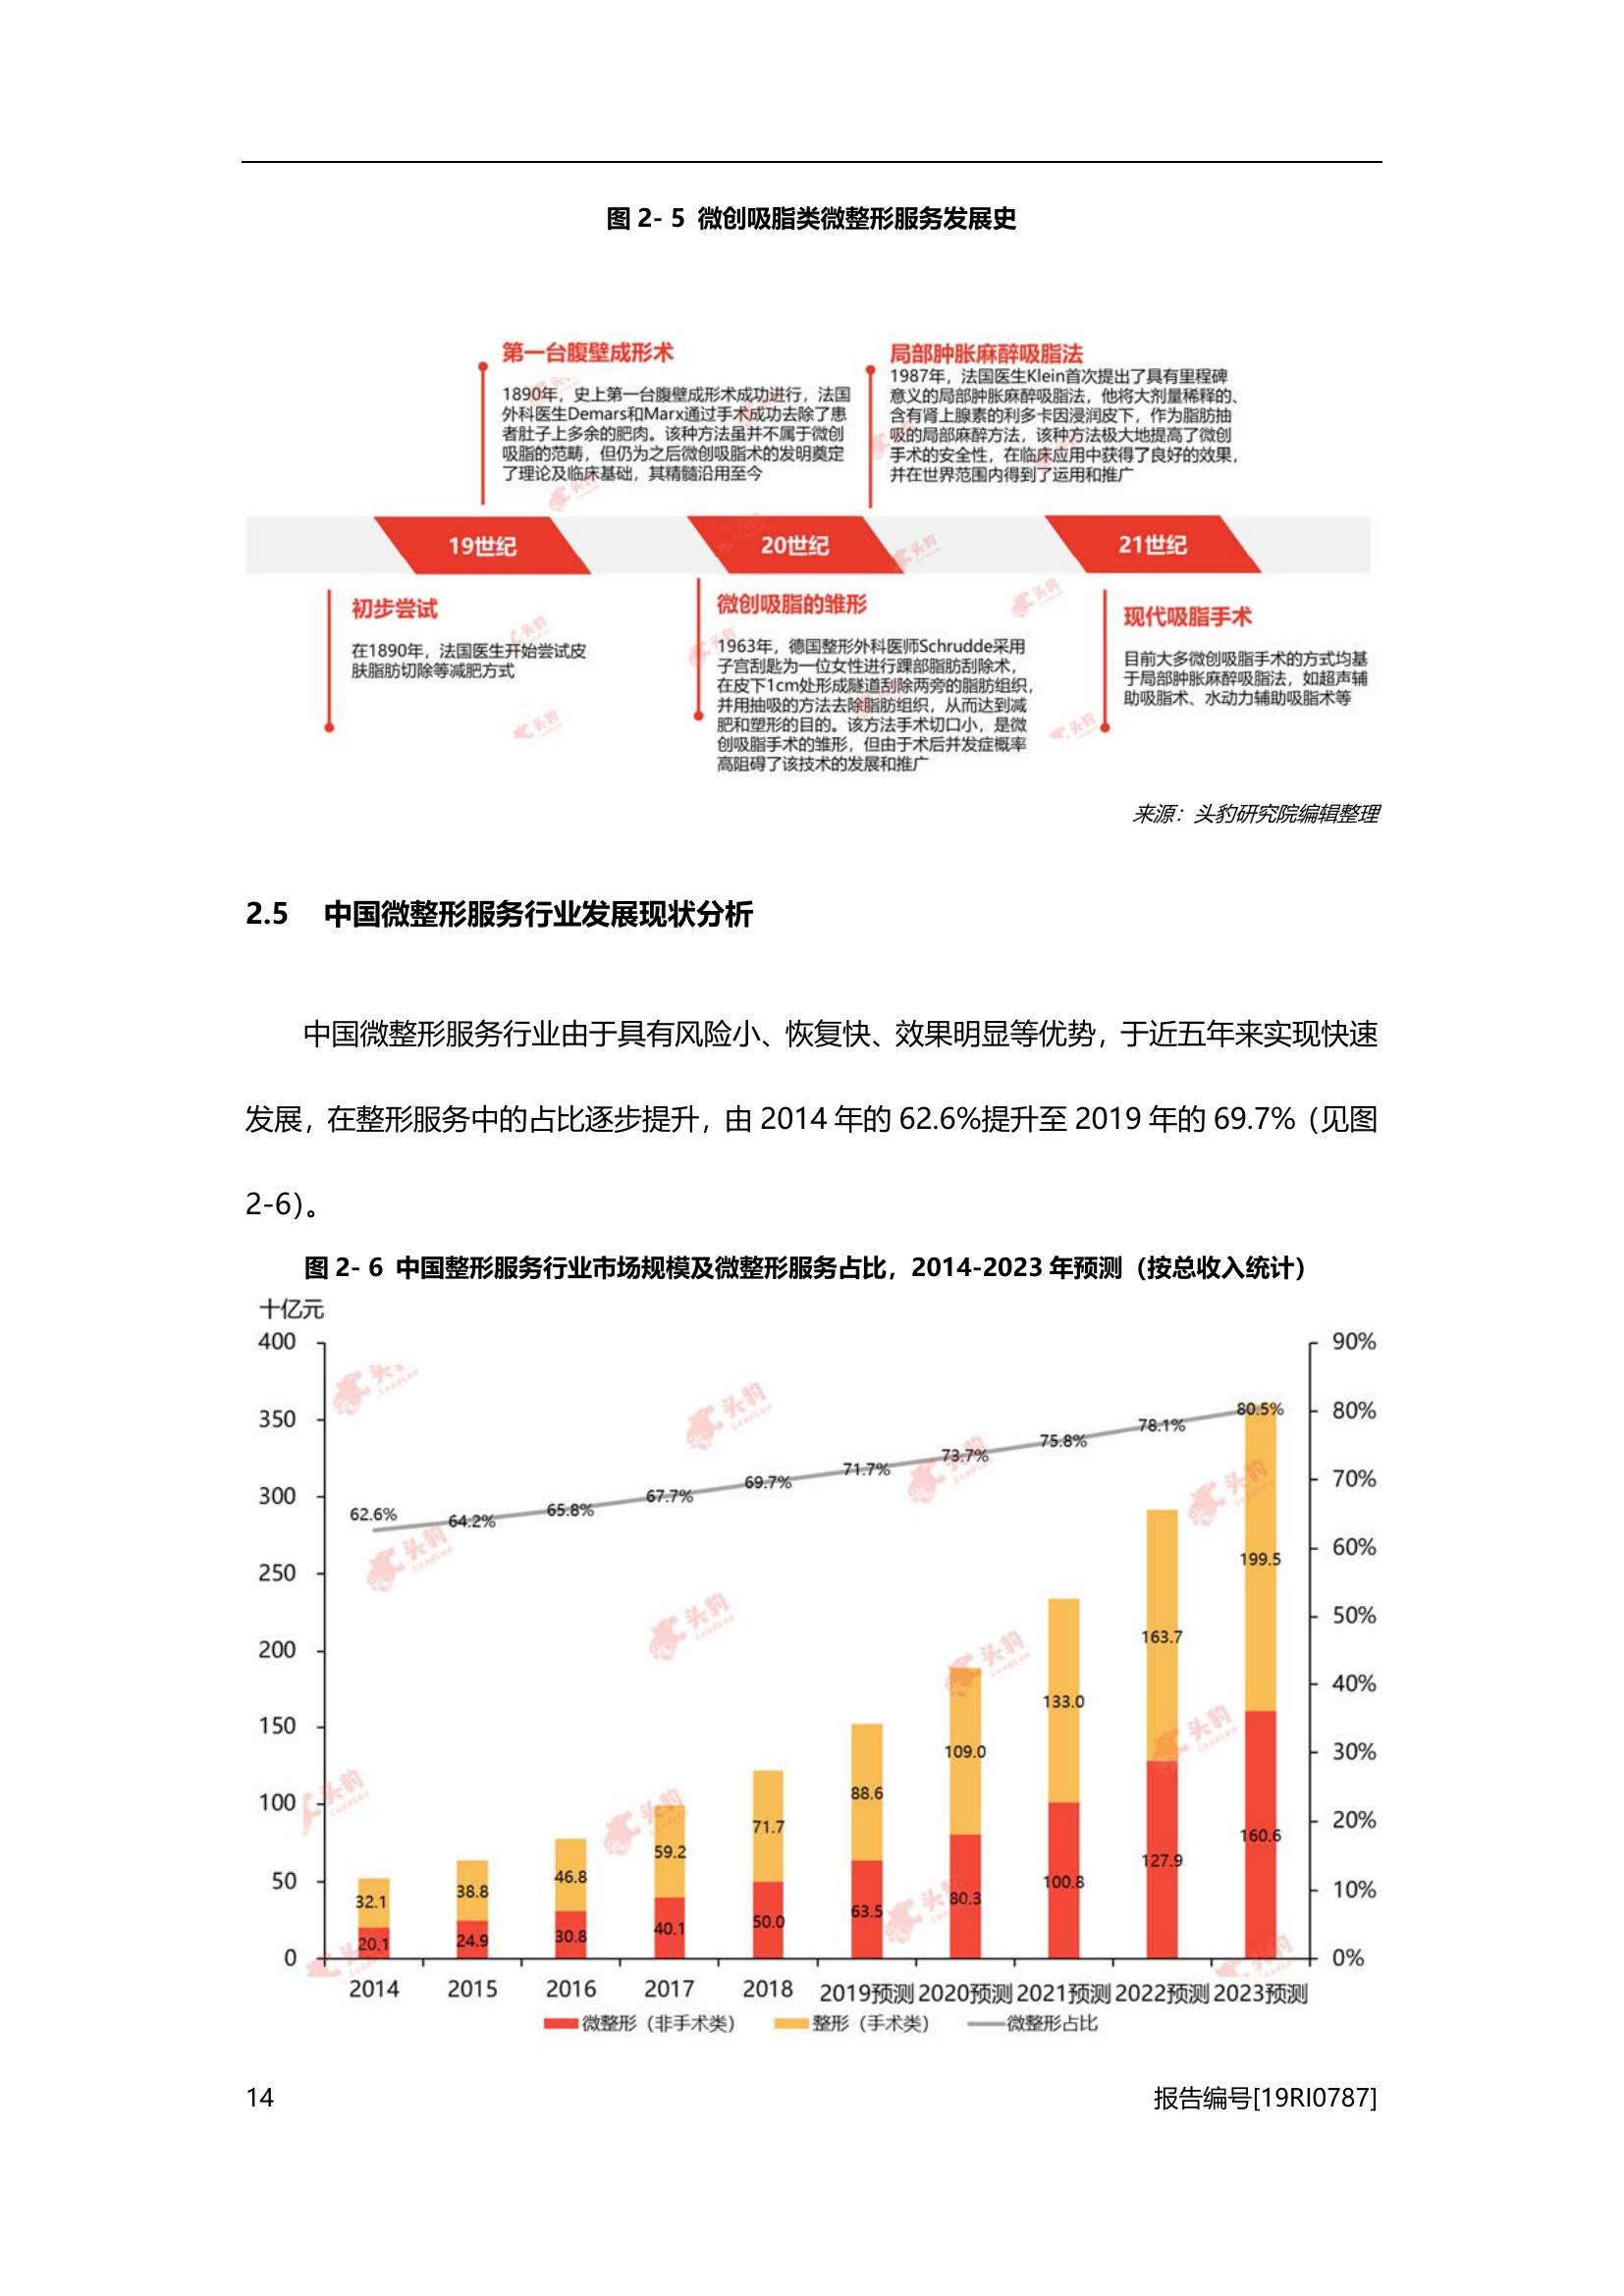 图 2- 5 微创吸脂类微整形服务发展史
第一台腹壁成形术
1890年，史上第一台腹壁成形术成功进行，法国
外科医生Demars和Marx通过手术成功去除了患
者肚子上多余的肥肉。该种方法虽并不属于微创
吸脂的范畴，但仍为之后微创吸脂术的发明奠定
了理论及临床基础，其精髓沿用至今
局部肿胀麻醉吸脂法
1987年，法国医生Klein首次提出了具有里程碑
意义的局部肿胀麻醉吸脂法，他将大剂量稀释的、
含有肾上腺素的利多卡因浸润皮下，作为脂肪抽
吸的局部麻醉方法，该种方法极大地提高了微创
手术的安全性，在临床应用中获得了良好的效果，
并在世界范围内得到了运用和推广
19世纪
20世纪
21世纪
初步尝试
在1890年，法国医生开始尝试皮
肤脂肪切除等减肥方式
微创吸脂的雏形
1963年，德国整形外科医师Schrudde采用
子宫刮匙为一位女性进行踝部脂肪刮除术，
在皮下1cm处形成隧道刮除两旁的脂肪组织，
并用抽吸的方法去除脂肪组织，从而达到减
肥和塑形的目的。该方法手术切口小，是微
创吸脂手术的雏形，但由于术后并发症概率
高阻碍了该技术的发展和推广
现代吸脂手术
目前大多微创吸脂手术的方式均基
于局部肿胀麻醉吸脂法，如超声辅
助吸脂术、水动力辅助吸脂术等
来源：头豹研究院编辑整理
2.5 中国微整形服务行业发展现状分析
中国微整形服务行业由于具有风险小、恢复快、效果明显等优势，于近五年来实现快速
发展，在整形服务中的占比逐步提升，由 2014 年的 62.6%提升至 2019 年的 69.7%（见图
2-6）。
图 2- 6 中国整形服务行业市场规模及微整形服务占比，2014-2023 年预测（按总收入统计）
十亿元
400
350
300
250
200
150
100
50
0
90%
80%
70%
60%
50%
40%
30%
20%
10%
0%
62.6%
64.2%
65.8%
67.7%
69.7%
71.7%
73.7%
75.8%
78.1%
80.5%
32.1
38.8
46.8
59.2
71.7
88.6
109.0
133.0
163.7
199.5
20.1
24.9
30.8
40.1
50.0
63.5
80.3
100.8
127.9
160.6
2014
2015
2016
2017
2018
2019预测
2020预测
2021预测
2022预测
2023预测
微整形（非手术类）
整形（手术类）
微整形占比
14
报告编号[19RI0787]